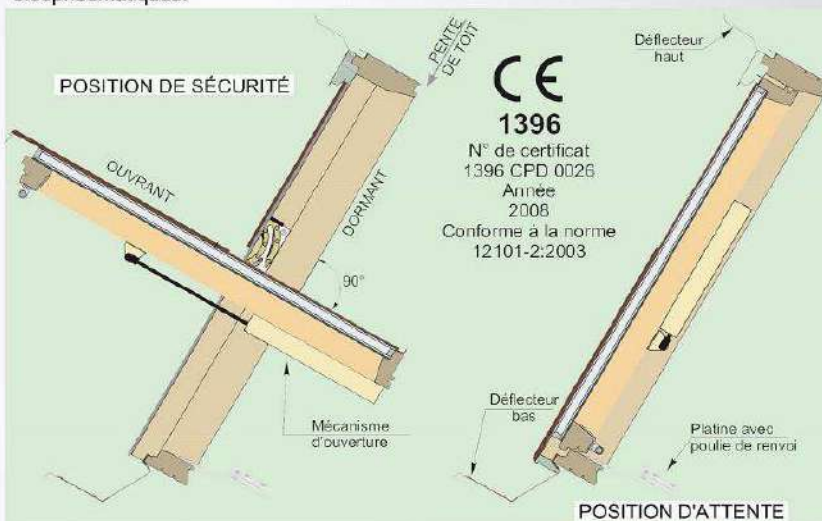 POSITION DE SÉCURITÉ
PENTE
DE TOIT
Déflecteur
haut
CE
1396
N° de certificat
1396 CPD 0026
Année
2008
Conforme à la norme
12101-2:2003
OUVRANT
DORMANT
90°
Mécanisme
d'ouverture
Déflecteur
bas
Platine avec
poulie de renvoi
POSITION D'ATTENTE